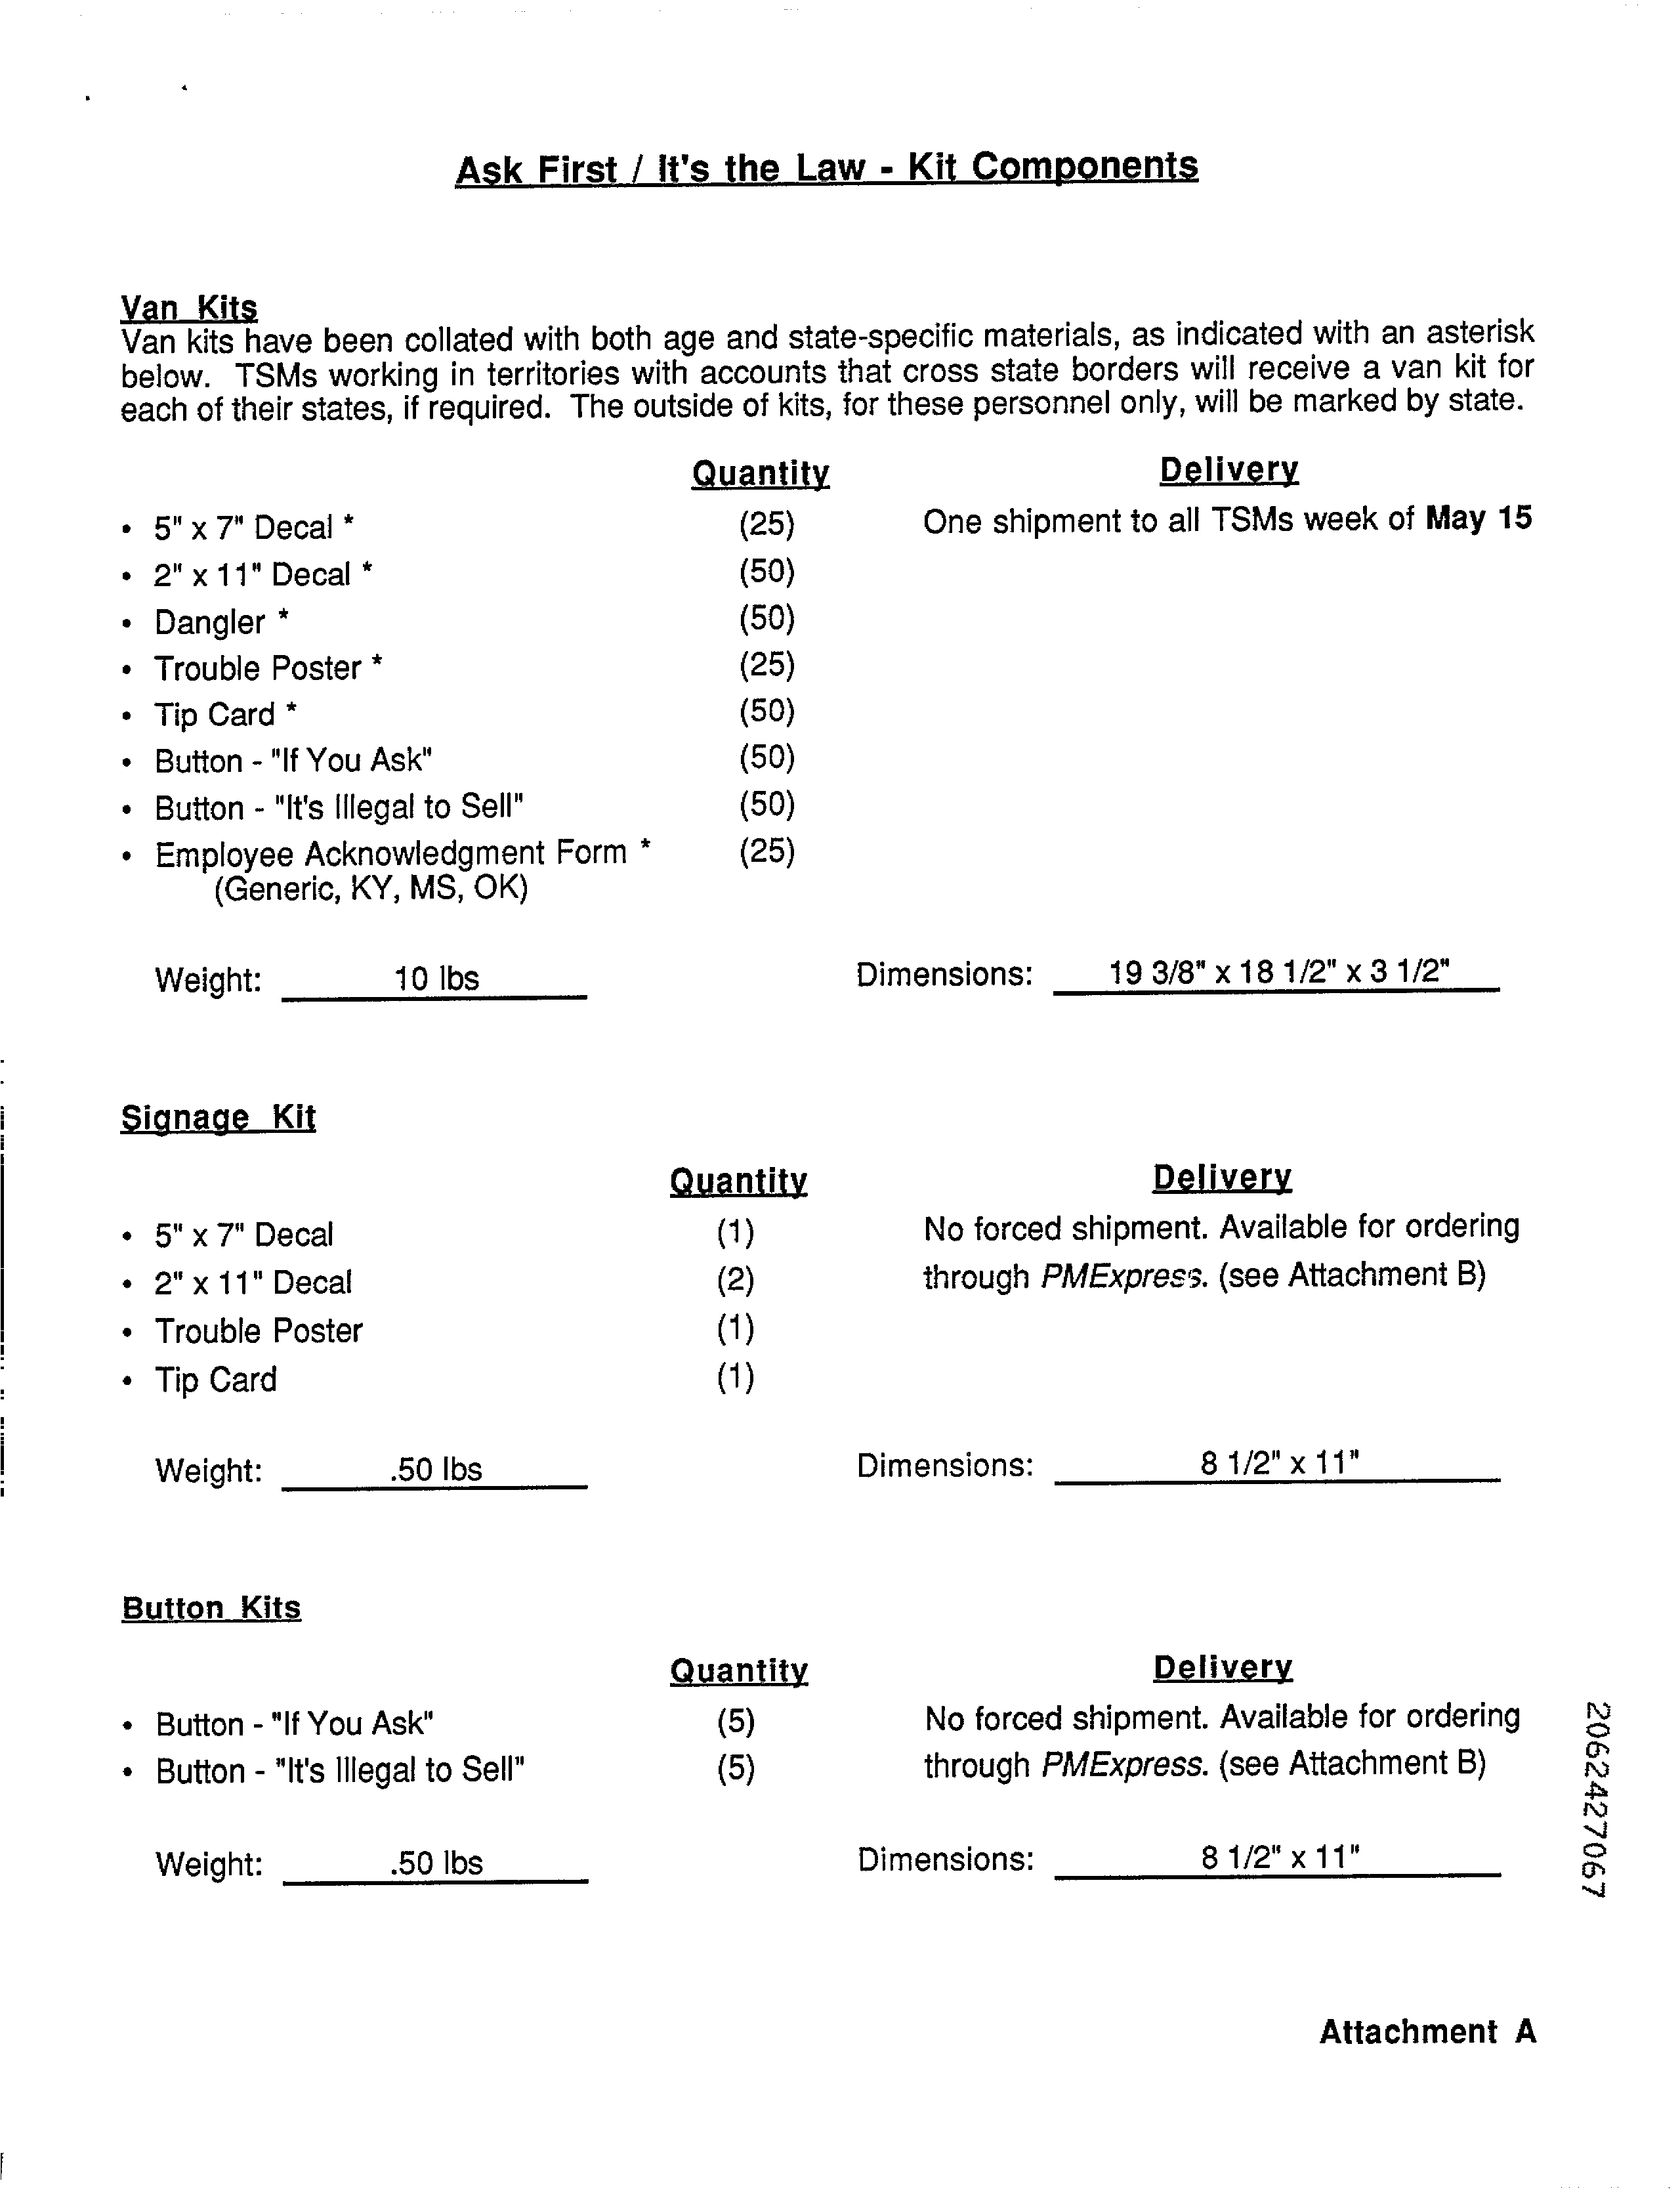 Ask First / It's the Law - Kit Components
Van Kits
Van kits have been collated with both age and state-specific materials, as indicated with an asterisk
below. TSMs working in territories with accounts that cross state borders will receive a van kit for
each of their states, if required. The outside of kits, for these personnel only, will be marked by state.
Quantity Delivery
• 5" x 7" Decal * (25) One shipment to all TSMs week of May 15
• 2" x 11" Decal * (50)
• Dangler * (50)
• Trouble Poster * (25)
• Tip Card * (50)
• Button - "If You Ask" (50)
• Button - "It's Illegal to Sell" (50)
• Employee Acknowledgment Form * (25)
(Generic, KY, MS, OK)
Weight: 10 lbs Dimensions: 19 3/8" x 18 1/2" x 3 1/2"
Signage Kit
Quantity Delivery
• 5" x 7" Decal (1) No forced shipment. Available for ordering
• 2" x 11" Decal (2) through PMExpress. (see Attachment B)
• Trouble Poster (1)
• Tip Card (1)
Weight: .50 lbs Dimensions: 8 1/2" x 11"
Button Kits
Quantity Delivery
• Button - "If You Ask" (5) No forced shipment. Available for ordering
• Button - "It's Illegal to Sell" (5) through PMExpress. (see Attachment B)
Weight: .50 lbs Dimensions: 8 1/2" x 11"
2062427067
Attachment A